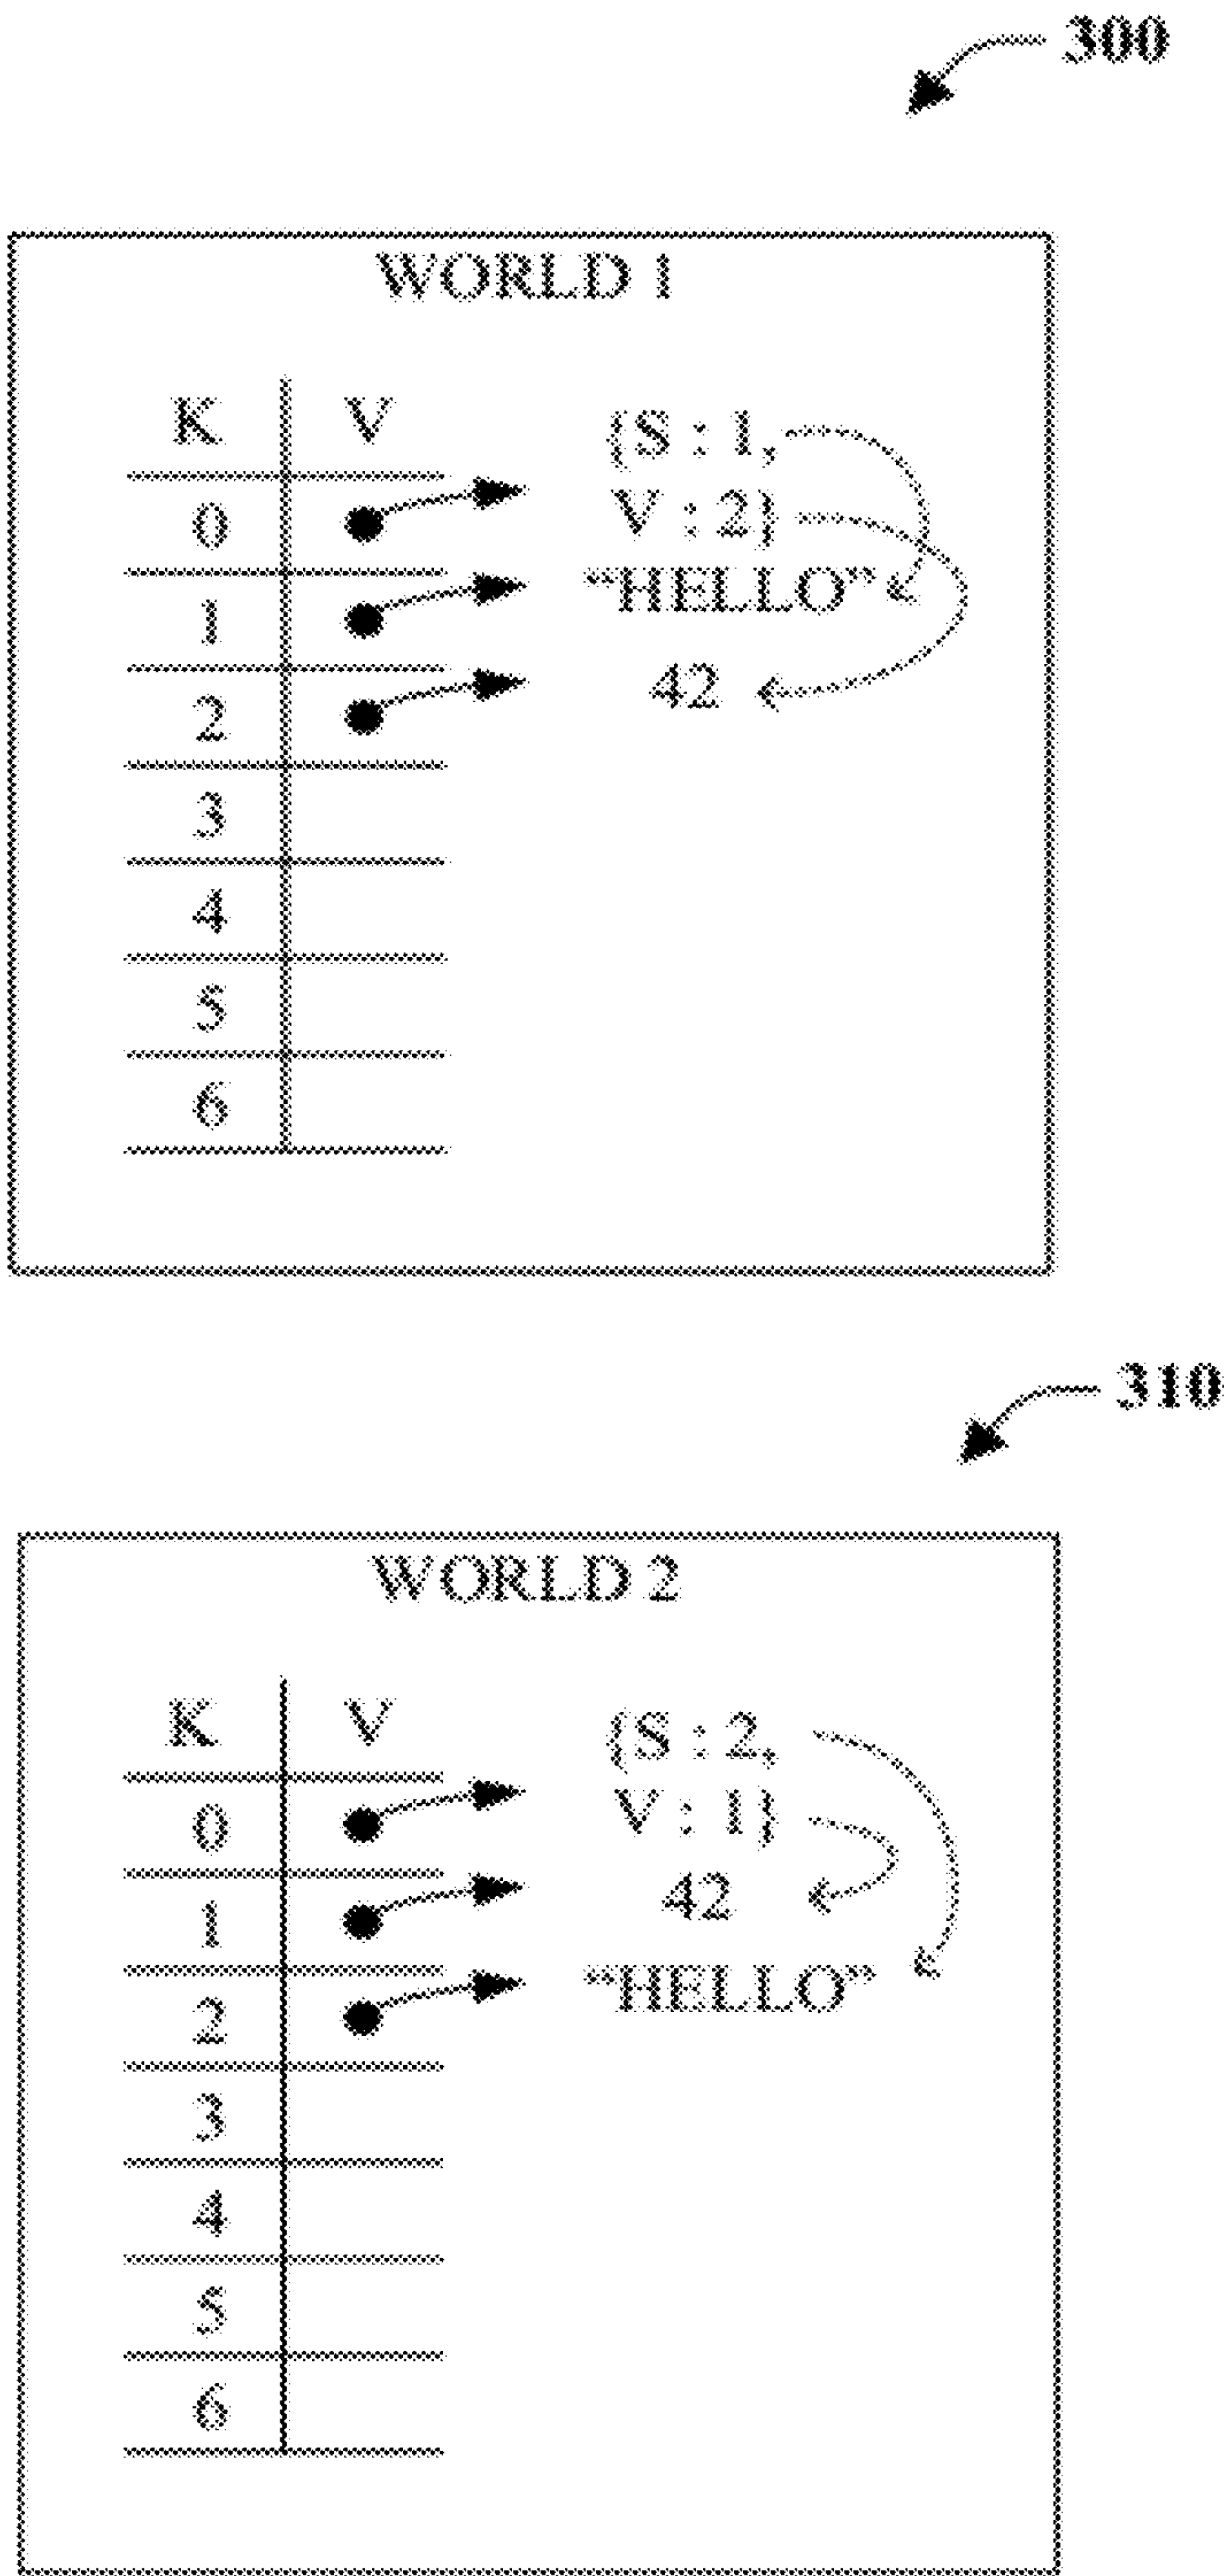 300
WORLD 1
K V {S : 1,
0 V : 2}
1 “HELLO”
2 42
3
4
5
6
310
WORLD 2
K V {S : 2,
0 V : 1}
1 42
2 “HELLO”
3
4
5
6